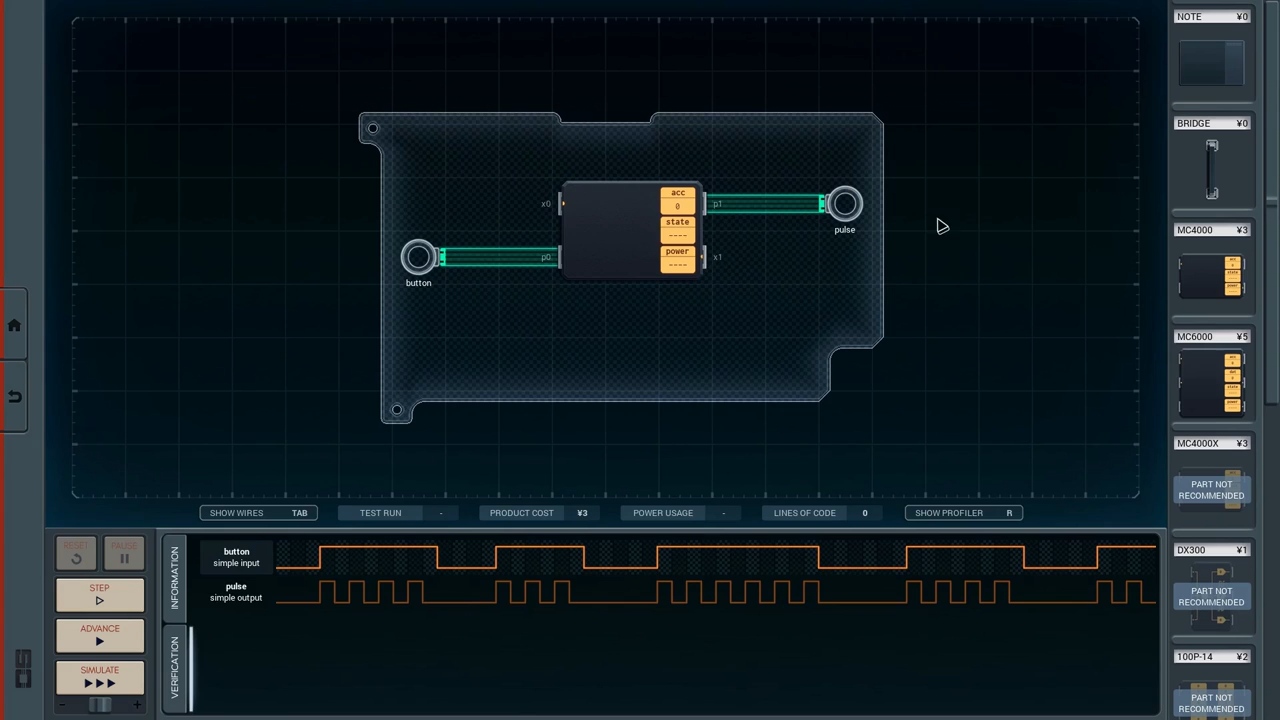 NOTE ¥0
BRIDGE ¥0
MC4000 ¥3
MC6000 ¥5
MC4000X ¥3
PART NOT
RECOMMENDED
DX300 ¥1
PART NOT
RECOMMENDED
100P-14 ¥2
PART NOT
RECOMMENDED
acc
0
state
----
power
----
x0
p0
p1
x1
button
pulse
SHOW WIRES TAB
TEST RUN -
PRODUCT COST ¥3
POWER USAGE -
LINES OF CODE 0
SHOW PROFILER R
RESET
PAUSE
STEP
ADVANCE
SIMULATE
- +
INFORMATION
VERIFICATION
button
simple input
pulse
simple output